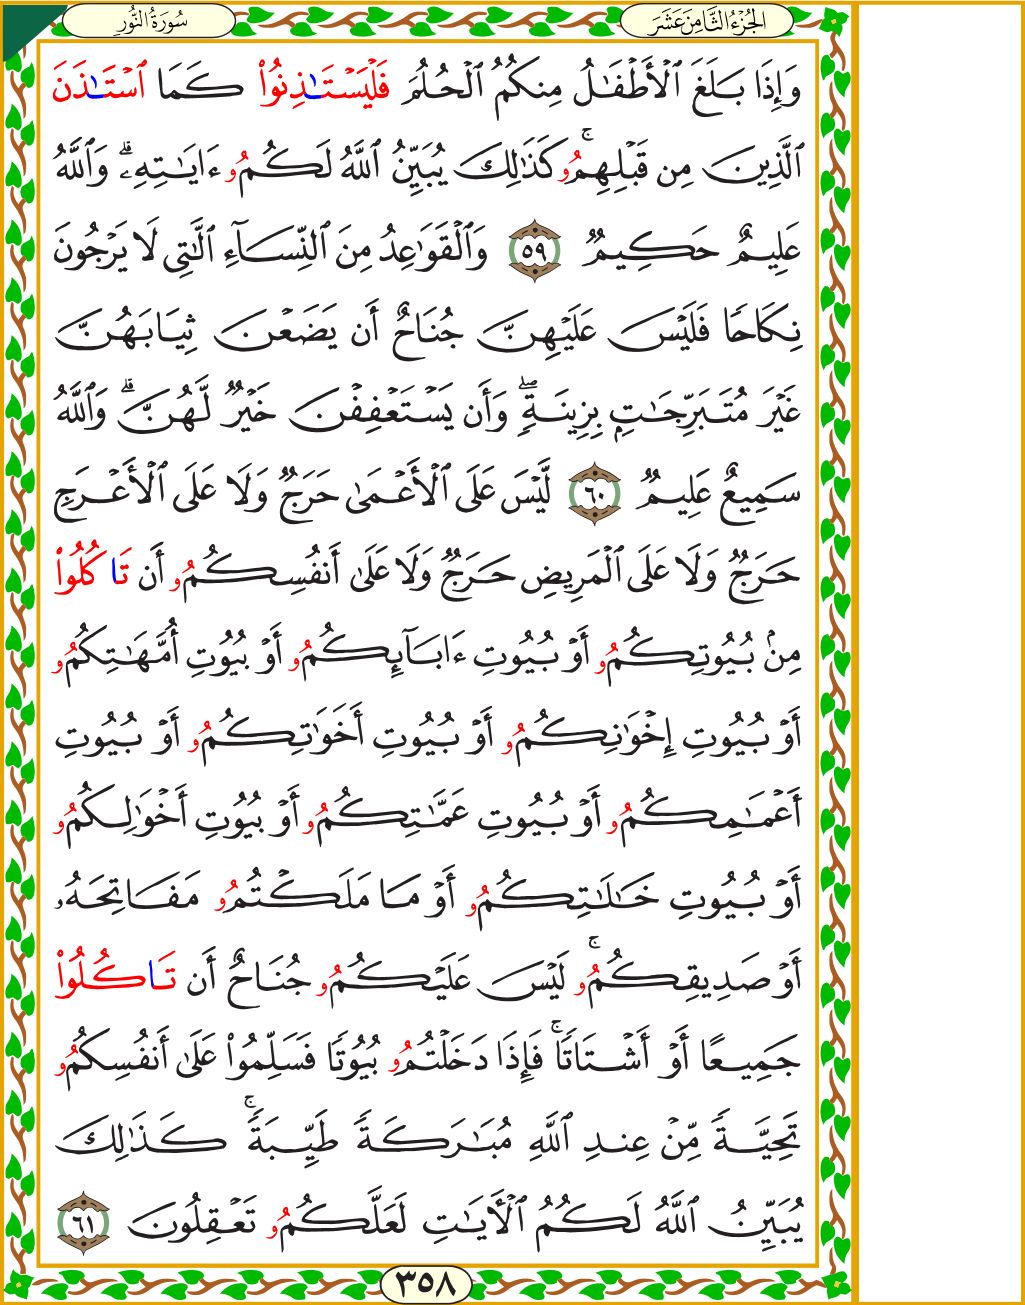 الجُزْءُ الثَّامِنَ عَشَرَ
سُورَةُ النُّورِ
وَإِذَا بَلَغَ ٱلْأَطْفَٰلُ مِنكُمُ ٱلْحُلُمَ فَلْيَسْتَٰذِنُوا۟ كَمَا ٱسْتَٰذَنَ
ٱلَّذِينَ مِن قَبْلِهِمُۥۚ كَذَٰلِكَ يُبَيِّنُ ٱللَّهُ لَكُمُۥ ءَايَٰتِهِۦۗ وَٱللَّهُ
عَلِيمٌ حَكِيمٌ ٥٩ وَٱلْقَوَٰعِدُ مِنَ ٱلنِّسَآءِ ٱلَّٰتِى لَا يَرْجُونَ
نِكَاحًا فَلَيْسَ عَلَيْهِنَّ جُنَاحٌ أَن يَضَعْنَ ثِيَابَهُنَّ
غَيْرَ مُتَبَرِّجَٰتٍۭ بِزِينَةٍۖ وَأَن يَسْتَعْفِفْنَ خَيْرٌ لَّهُنَّۗ وَٱللَّهُ
سَمِيعٌ عَلِيمٌ ٦٠ لَّيْسَ عَلَى ٱلْأَعْمَىٰ حَرَجٌ وَلَا عَلَى ٱلْأَعْرَجِ
حَرَجٌ وَلَا عَلَى ٱلْمَرِيضِ حَرَجٌ وَلَا عَلَىٰ أَنفُسِكُمُۥ أَن تَاكُلُوا۟
مِنۢ بُيُوتِكُمُۥ أَوْ بُيُوتِ ءَابَآئِكُمُۥ أَوْ بُيُوتِ أُمَّهَٰتِكُمُۥ
أَوْ بُيُوتِ إِخْوَٰنِكُمُۥ أَوْ بُيُوتِ أَخَوَٰتِكُمُۥ أَوْ بُيُوتِ
أَعْمَٰمِكُمُۥ أَوْ بُيُوتِ عَمَّٰتِكُمُۥ أَوْ بُيُوتِ أَخْوَٰلِكُمُۥ
أَوْ بُيُوتِ خَٰلَٰتِكُمُۥ أَوْ مَا مَلَكْتُمُۥ مَفَاتِحَهُۥ
أَوْ صَدِيقِكُمُۥۚ لَيْسَ عَلَيْكُمُۥ جُنَاحٌ أَن تَاكُلُوا۟
جَمِيعًا أَوْ أَشْتَاتًاۚ فَإِذَا دَخَلْتُمُۥ بُيُوتًا فَسَلِّمُوا۟ عَلَىٰ أَنفُسِكُمُۥ
تَحِيَّةً مِّنْ عِندِ ٱللَّهِ مُبَٰرَكَةً طَيِّبَةًۚ كَذَٰلِكَ
يُبَيِّنُ ٱللَّهُ لَكُمُ ٱلْأَيَٰتِ لَعَلَّكُمُۥ تَعْقِلُونَ ٦١
٣٥٨